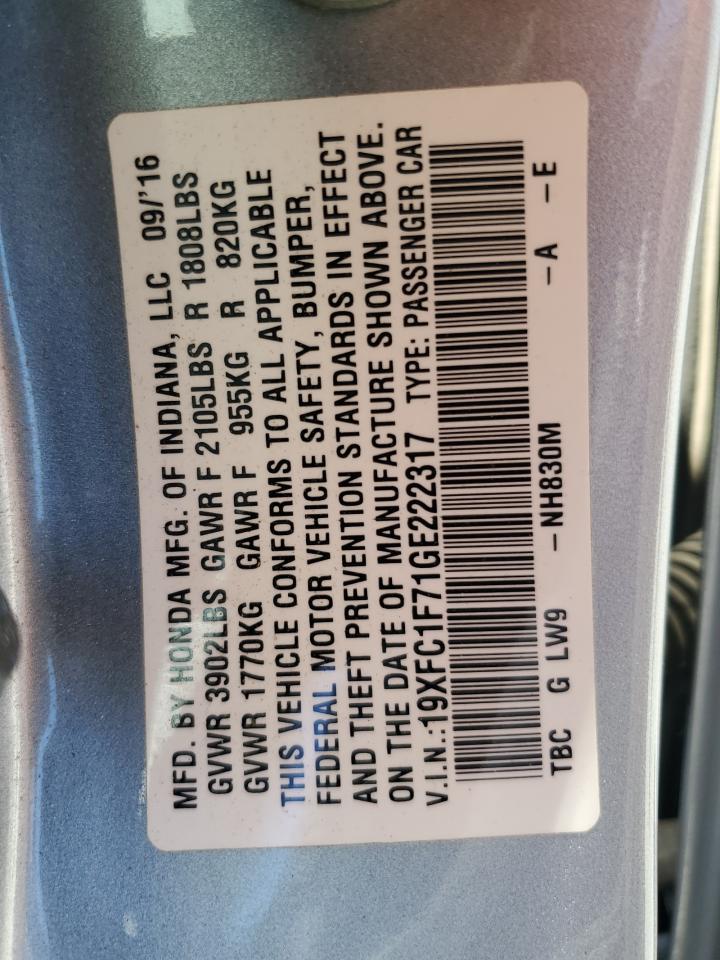 MFD. BY HONDA MFG. OF INDIANA, LLC 09/'16
GVWR 3902LBS GAWR F 2105LBS R 1808LBS
GVWR 1770KG GAWR F 955KG R 820KG
THIS VEHICLE CONFORMS TO ALL APPLICABLE
FEDERAL MOTOR VEHICLE SAFETY, BUMPER,
AND THEFT PREVENTION STANDARDS IN EFFECT
ON THE DATE OF MANUFACTURE SHOWN ABOVE.
V.I.N.:19XFC1F71GE222317 TYPE: PASSENGER CAR
TBC G LW9 -NH830M -A -E